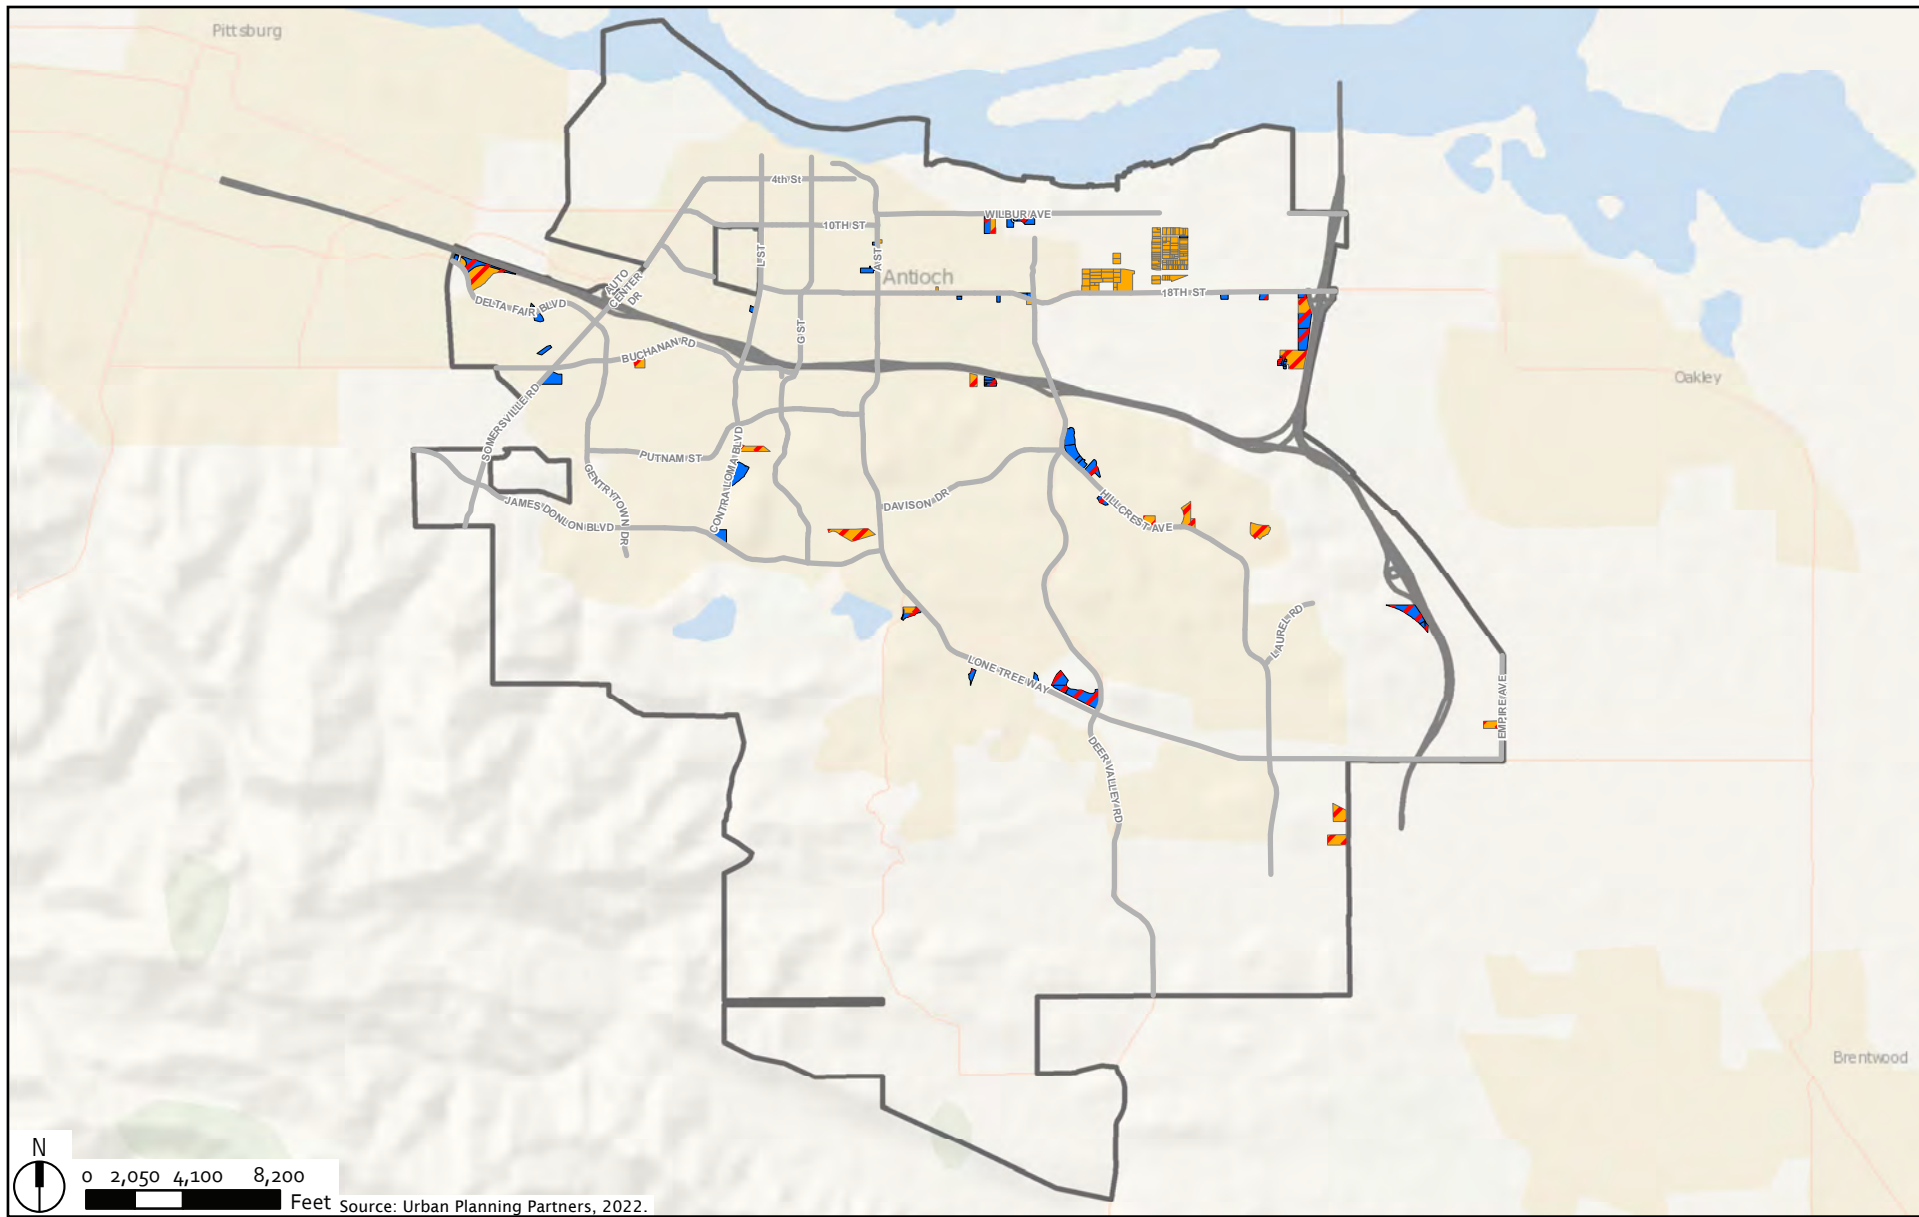 Pittsburg
4th St
10TH ST
WILBUR AVE
L ST
A ST
G ST
Antioch
18TH ST
AUTO
CENTER
DR
DELTA FAIR BLVD
BUCHANAN RD
Oakley
SOMERSVILLE RD
PUTNAM ST
CONTRA LOMA BLVD
GENTRYTOWN DR
JAMES DONLON BLVD
DAVISON DR
HILLCREST AVE
LAUREL RD
LONE TREE WAY
EMPIRE AVE
DEER VALLEY RD
Brentwood
N
0 2,050 4,100 8,200
Feet
Source: Urban Planning Partners, 2022.